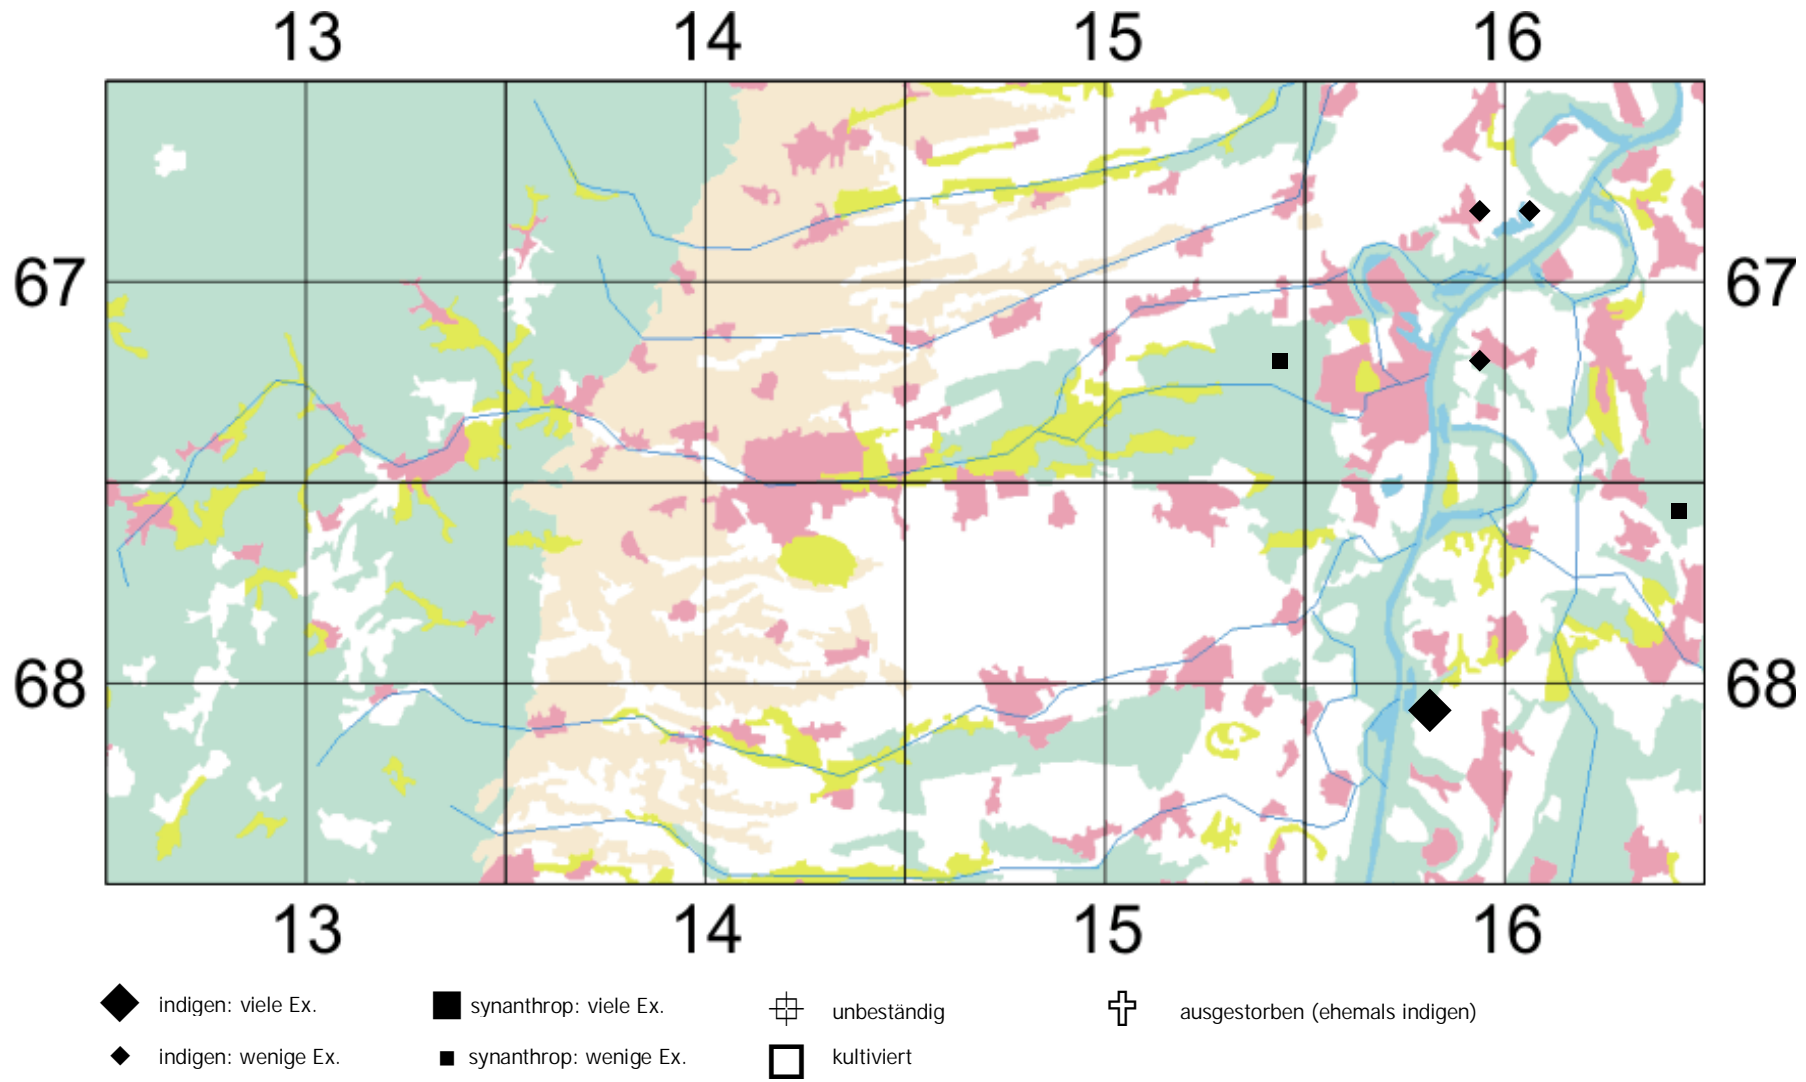 13 14 15 16
67 67
68 68
13 14 15 16
indigen: viele Ex. synanthrop: viele Ex. unbeständig ausgestorben (ehemals indigen)
indigen: wenige Ex. synanthrop: wenige Ex. kultiviert